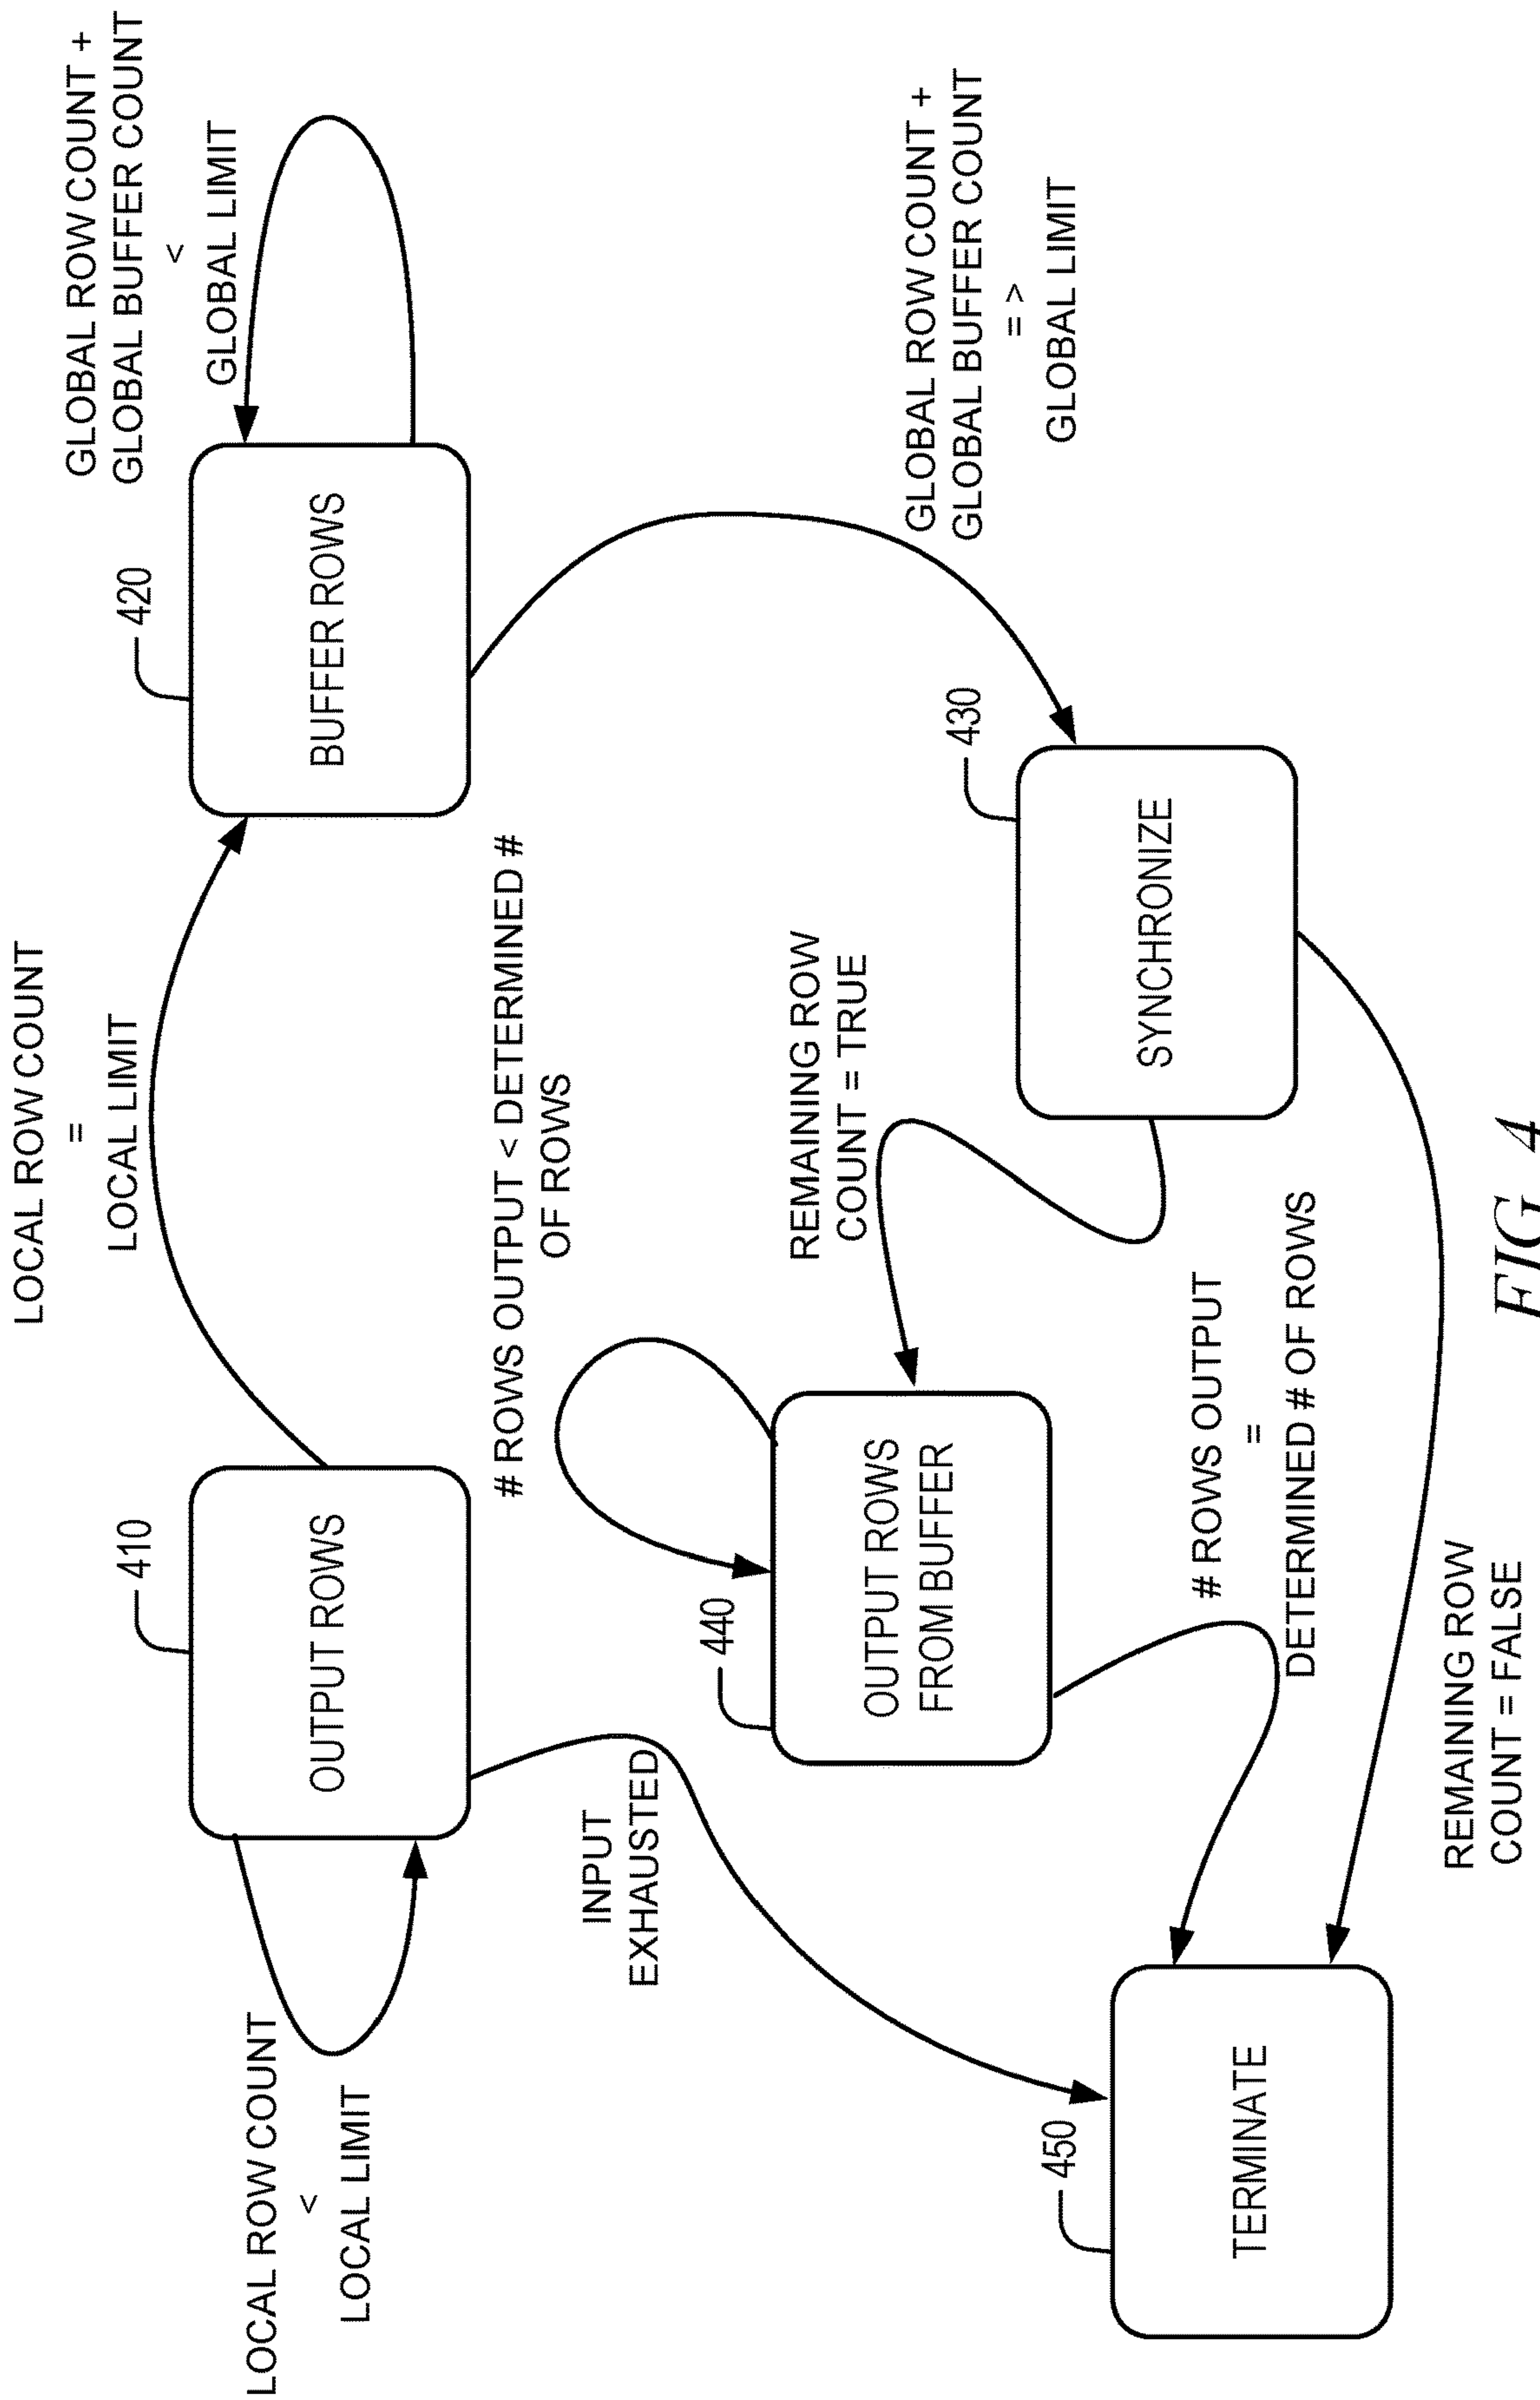 LOCAL ROW COUNT
=
LOCAL LIMIT
GLOBAL ROW COUNT +
GLOBAL BUFFER COUNT
<
GLOBAL LIMIT
410
420
LOCAL ROW COUNT
<
LOCAL LIMIT
OUTPUT ROWS
BUFFER ROWS
# ROWS OUTPUT < DETERMINED #
OF ROWS
INPUT
EXHAUSTED
440
OUTPUT ROWS
FROM BUFFER
REMAINING ROW
COUNT = TRUE
430
SYNCHRONIZE
GLOBAL ROW COUNT +
GLOBAL BUFFER COUNT
= >
GLOBAL LIMIT
450
TERMINATE
# ROWS OUTPUT
=
DETERMINED # OF ROWS
REMAINING ROW
COUNT = FALSE
FIG 4